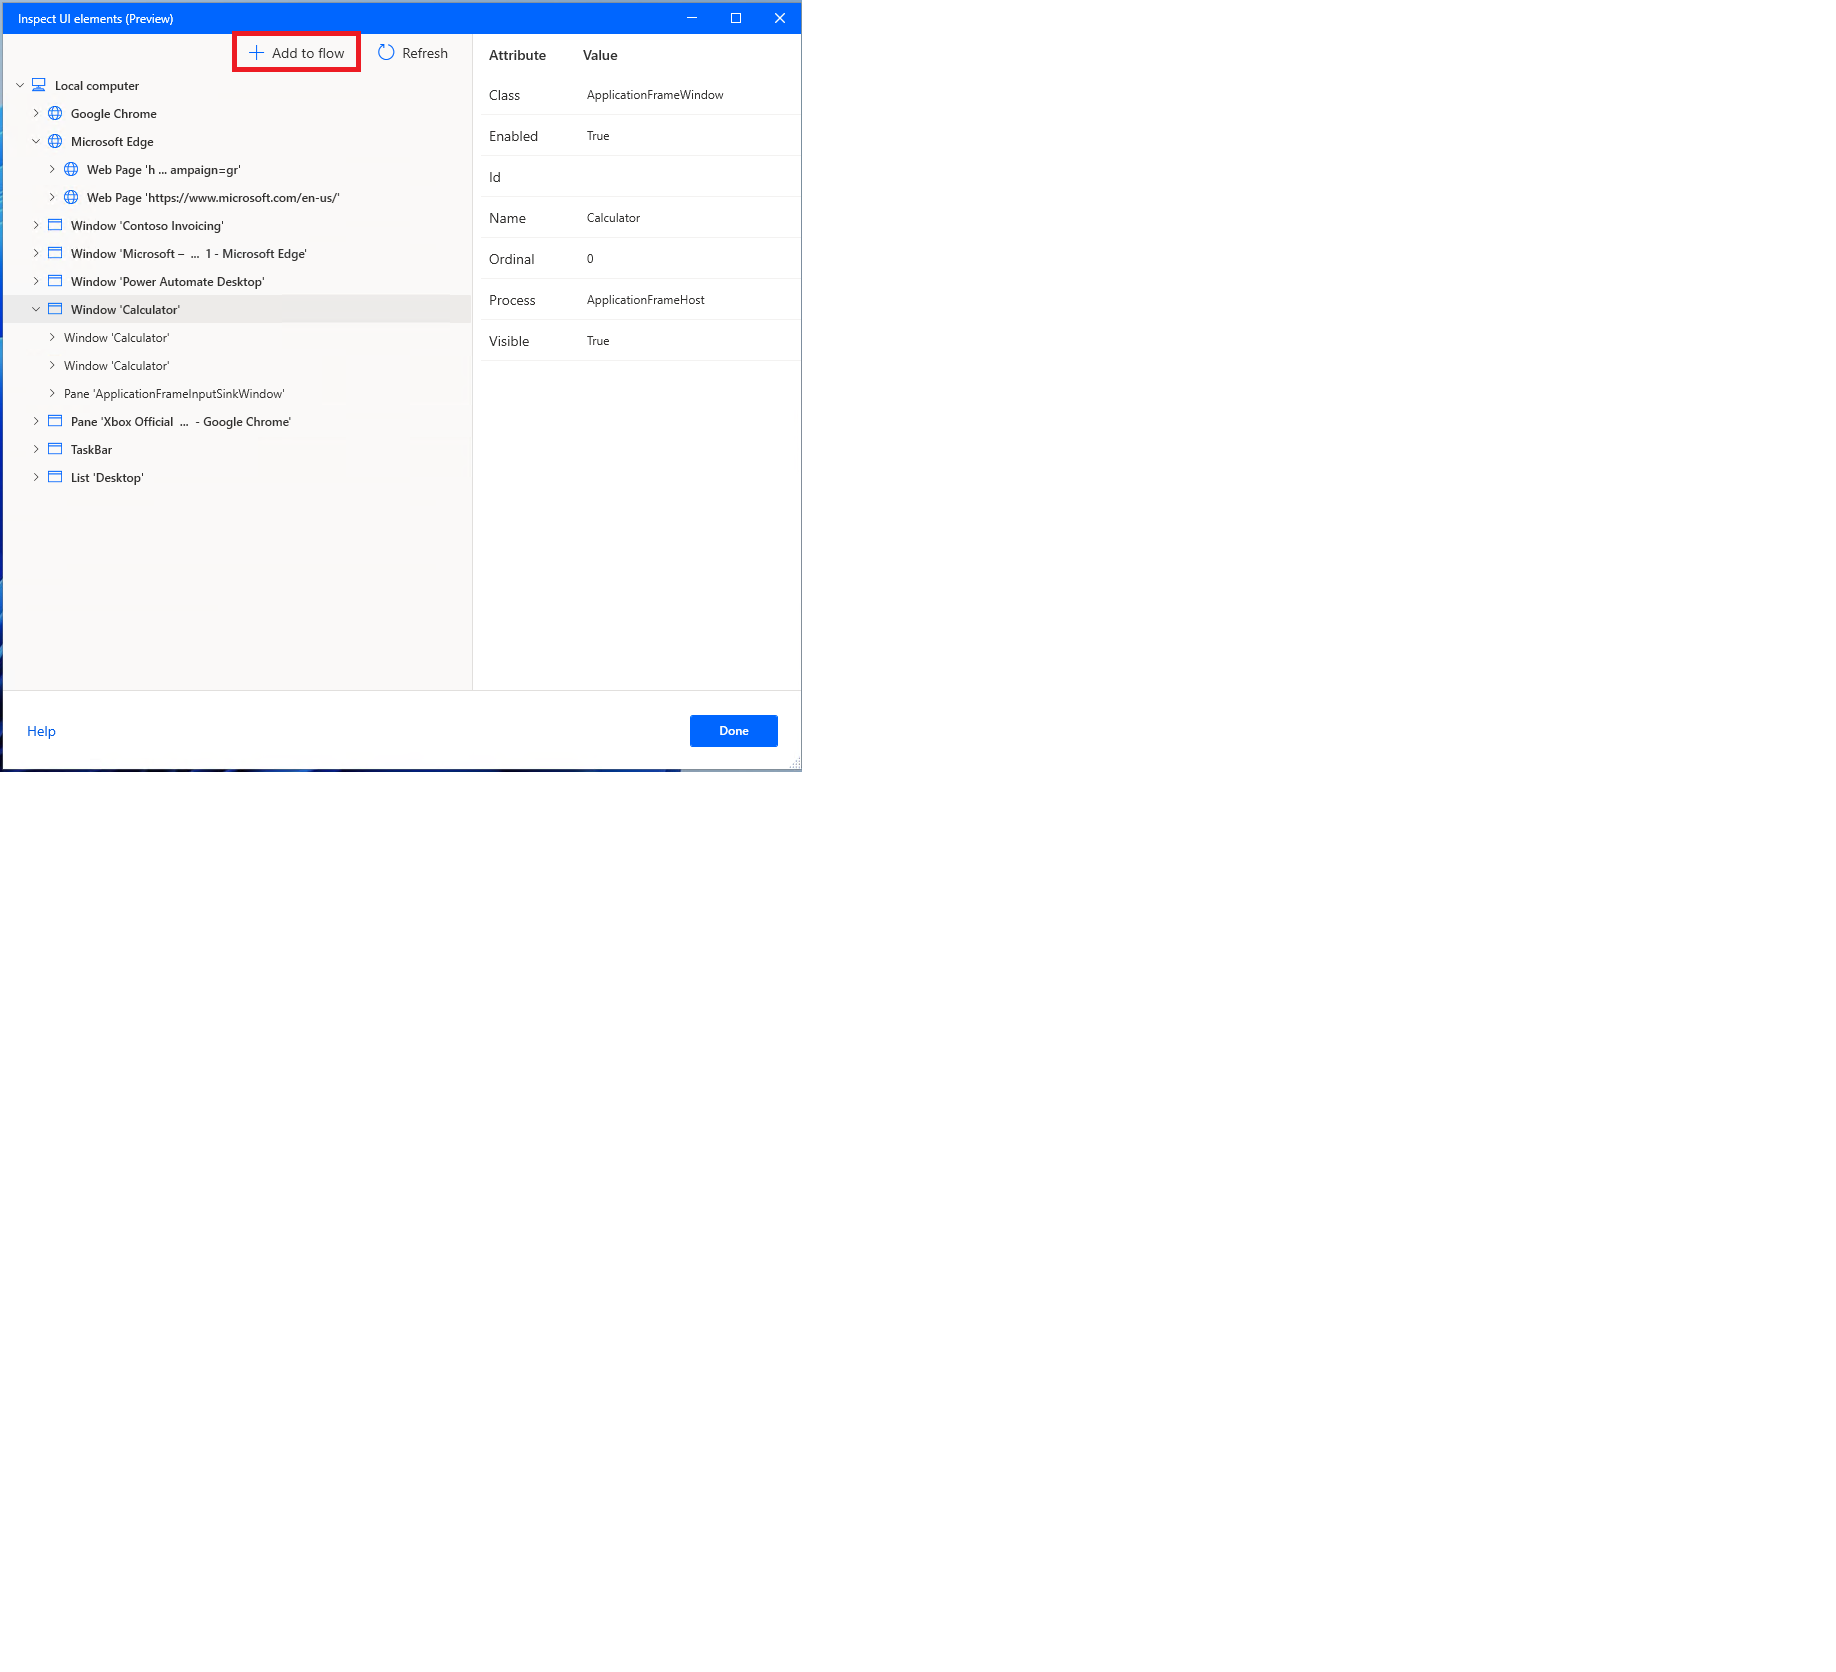 Inspect UI elements (Preview)
Add to flow
Refresh
Local computer
Google Chrome
Microsoft Edge
Web Page 'h ... ampaign=gr'
Web Page 'https://www.microsoft.com/en-us/'
Window 'Contoso Invoicing'
Window 'Microsoft – ... 1 - Microsoft Edge'
Window 'Power Automate Desktop'
Window 'Calculator'
Window 'Calculator'
Window 'Calculator'
Pane 'ApplicationFrameInputSinkWindow'
Pane 'Xbox Official ... - Google Chrome'
TaskBar
List 'Desktop'
Attribute Value
Class ApplicationFrameWindow
Enabled True
Id
Name Calculator
Ordinal 0
Process ApplicationFrameHost
Visible True
Help
Done